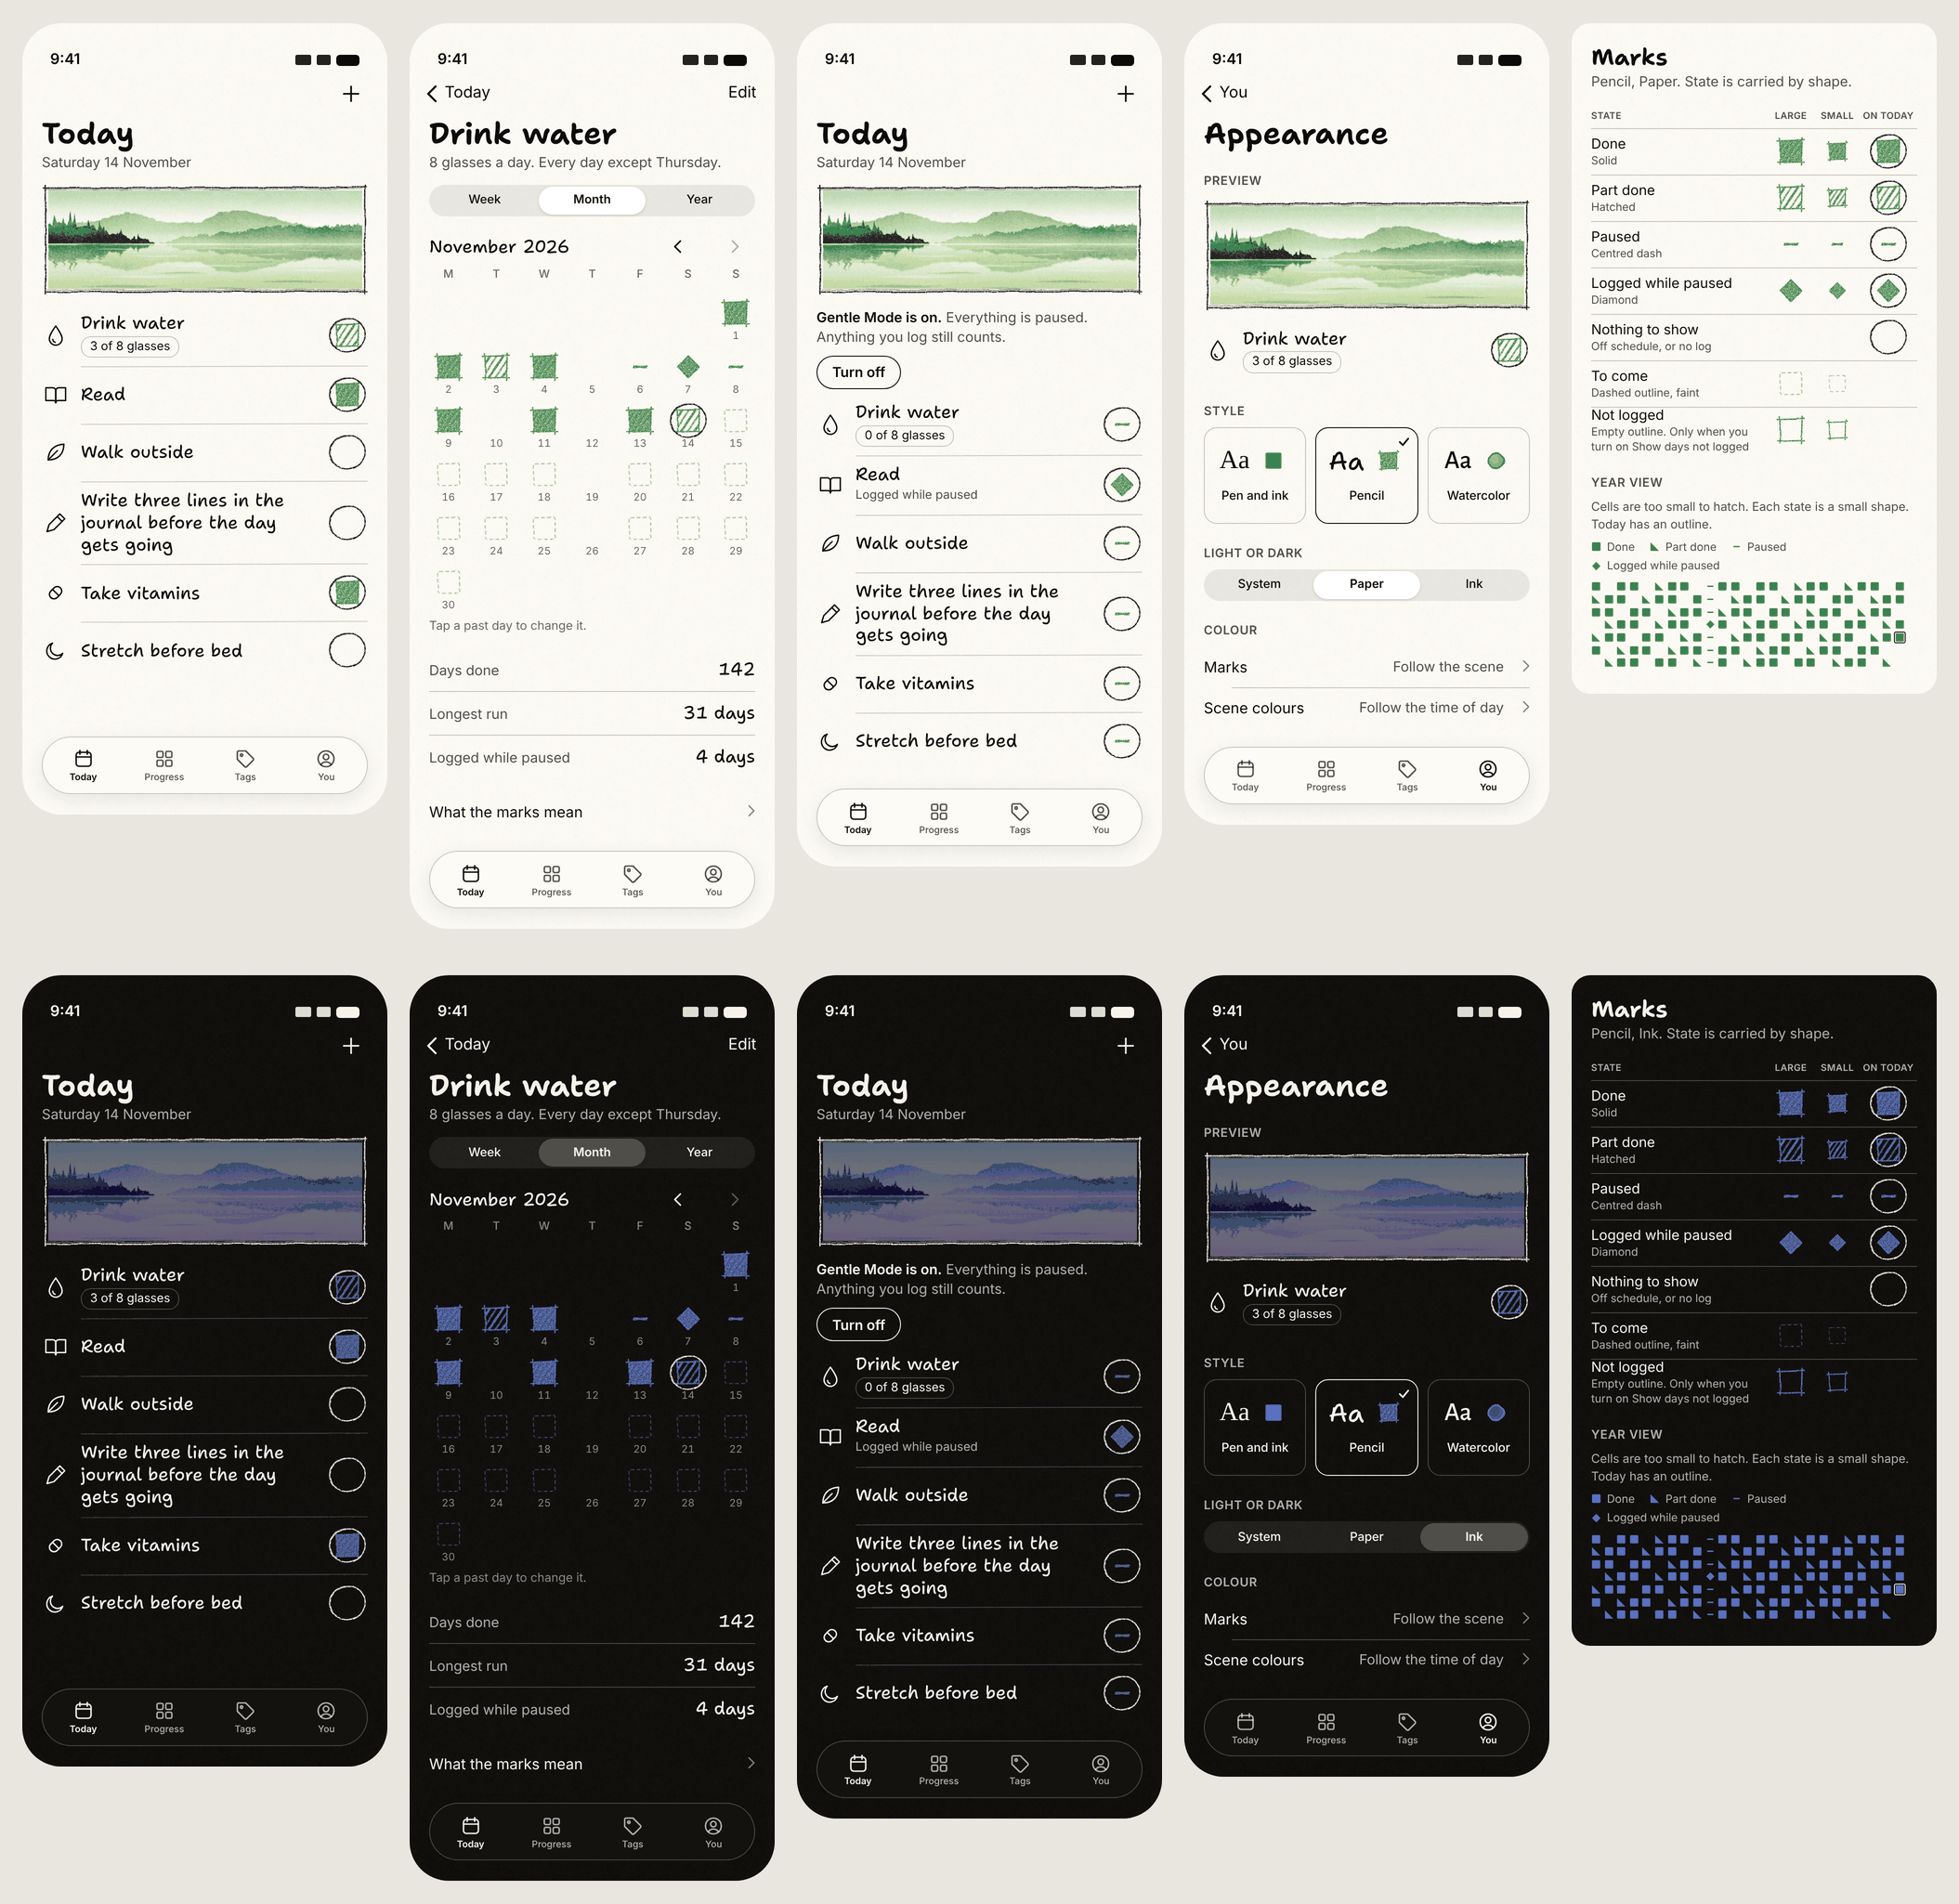 9:41
Today
Saturday 14 November
Drink water
3 of 8 glasses
Read
Walk outside
Write three lines in the
journal before the day
gets going
Take vitamins
Stretch before bed
Today Progress Tags You
9:41
Today Edit
Drink water
8 glasses a day. Every day except Thursday.
Week Month Year
November 2026
M T W T F S S
1
2 3 4 5 6 7 8
9 10 11 12 13 14 15
16 17 18 19 20 21 22
23 24 25 26 27 28 29
30
Tap a past day to change it.
Days done 142
Longest run 31 days
Logged while paused 4 days
What the marks mean
Today Progress Tags You
9:41
Today
Saturday 14 November
Gentle Mode is on. Everything is paused.
Anything you log still counts.
Turn off
Drink water
0 of 8 glasses
Read
Logged while paused
Walk outside
Write three lines in the
journal before the day
gets going
Take vitamins
Stretch before bed
Today Progress Tags You
9:41
You
Appearance
PREVIEW
Drink water
3 of 8 glasses
STYLE
Aa Aa Aa
Pen and ink Pencil Watercolor
LIGHT OR DARK
System Paper Ink
COLOUR
Marks Follow the scene
Scene colours Follow the time of day
Today Progress Tags You
Marks
Pencil, Paper. State is carried by shape.
STATE LARGE SMALL ON TODAY
Done
Solid
Part done
Hatched
Paused
Centred dash
Logged while paused
Diamond
Nothing to show
Off schedule, or no log
To come
Dashed outline, faint
Not logged
Empty outline. Only when you
turn on Show days not logged
YEAR VIEW
Cells are too small to hatch. Each state is a small shape.
Today has an outline.
Done Part done Paused
Logged while paused
9:41
Today
Saturday 14 November
Drink water
3 of 8 glasses
Read
Walk outside
Write three lines in the
journal before the day
gets going
Take vitamins
Stretch before bed
Today Progress Tags You
9:41
Today Edit
Drink water
8 glasses a day. Every day except Thursday.
Week Month Year
November 2026
M T W T F S S
1
2 3 4 5 6 7 8
9 10 11 12 13 14 15
16 17 18 19 20 21 22
23 24 25 26 27 28 29
30
Tap a past day to change it.
Days done 142
Longest run 31 days
Logged while paused 4 days
What the marks mean
Today Progress Tags You
9:41
Today
Saturday 14 November
Gentle Mode is on. Everything is paused.
Anything you log still counts.
Turn off
Drink water
0 of 8 glasses
Read
Logged while paused
Walk outside
Write three lines in the
journal before the day
gets going
Take vitamins
Stretch before bed
Today Progress Tags You
9:41
You
Appearance
PREVIEW
Drink water
3 of 8 glasses
STYLE
Aa Aa Aa
Pen and ink Pencil Watercolor
LIGHT OR DARK
System Paper Ink
COLOUR
Marks Follow the scene
Scene colours Follow the time of day
Today Progress Tags You
Marks
Pencil, Ink. State is carried by shape.
STATE LARGE SMALL ON TODAY
Done
Solid
Part done
Hatched
Paused
Centred dash
Logged while paused
Diamond
Nothing to show
Off schedule, or no log
To come
Dashed outline, faint
Not logged
Empty outline. Only when you
turn on Show days not logged
YEAR VIEW
Cells are too small to hatch. Each state is a small shape.
Today has an outline.
Done Part done Paused
Logged while paused